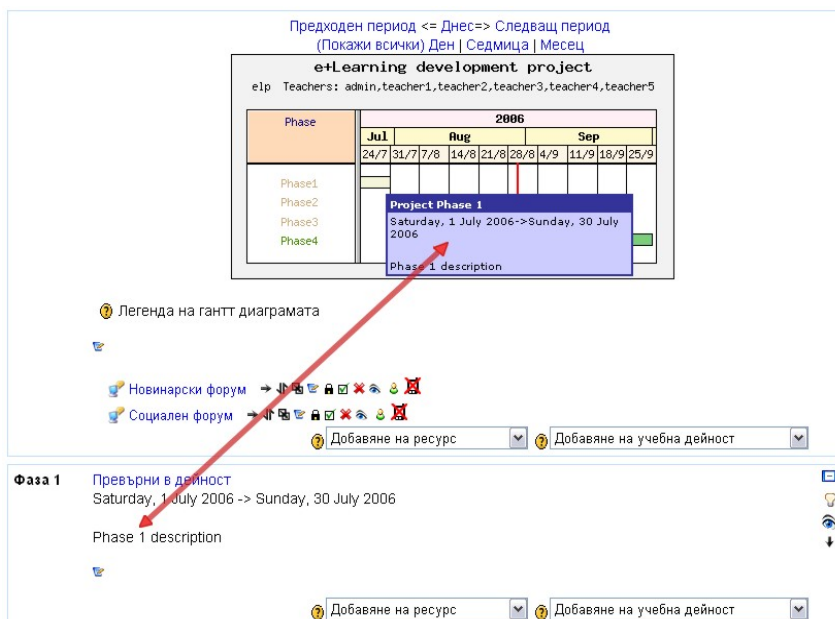 Предходен период <= Днес=> Следващ период
(Покажи всички) Ден | Седмица | Месец
e+Learning development project
elp Teachers: admin,teacher1,teacher2,teacher3,teacher4,teacher5
Phase
2006
Jul Aug Sep
24/7 31/7 7/8 14/8 21/8 28/8 4/9 11/9 18/9 25/9
Phase1
Phase2
Phase3
Phase4
Project Phase 1
Saturday, 1 July 2006->Sunday, 30 July
2006
Phase 1 description
Легенда на гантт диаграмата
Новинарски форум
Социален форум
Добавяне на ресурс Добавяне на учебна дейност
Фаза 1 Превърни в дейност
Saturday, 1 July 2006 -> Sunday, 30 July 2006
Phase 1 description
Добавяне на ресурс Добавяне на учебна дейност